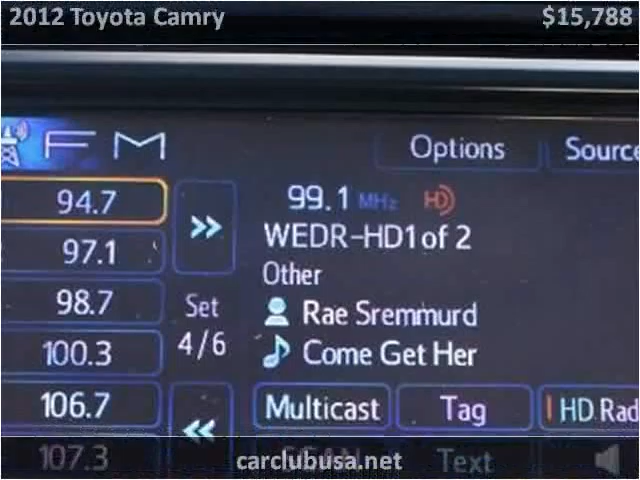 2012 Toyota Camry $15,788
FM Options Source
94.7 99.1 MHz HD
97.1 WEDR-HD1 of 2
Other
98.7 Set Rae Sremmurd
100.3 4/6 Come Get Her
106.7 Multicast Tag HD Rad
107.3 SCAN Text
carclubusa.net